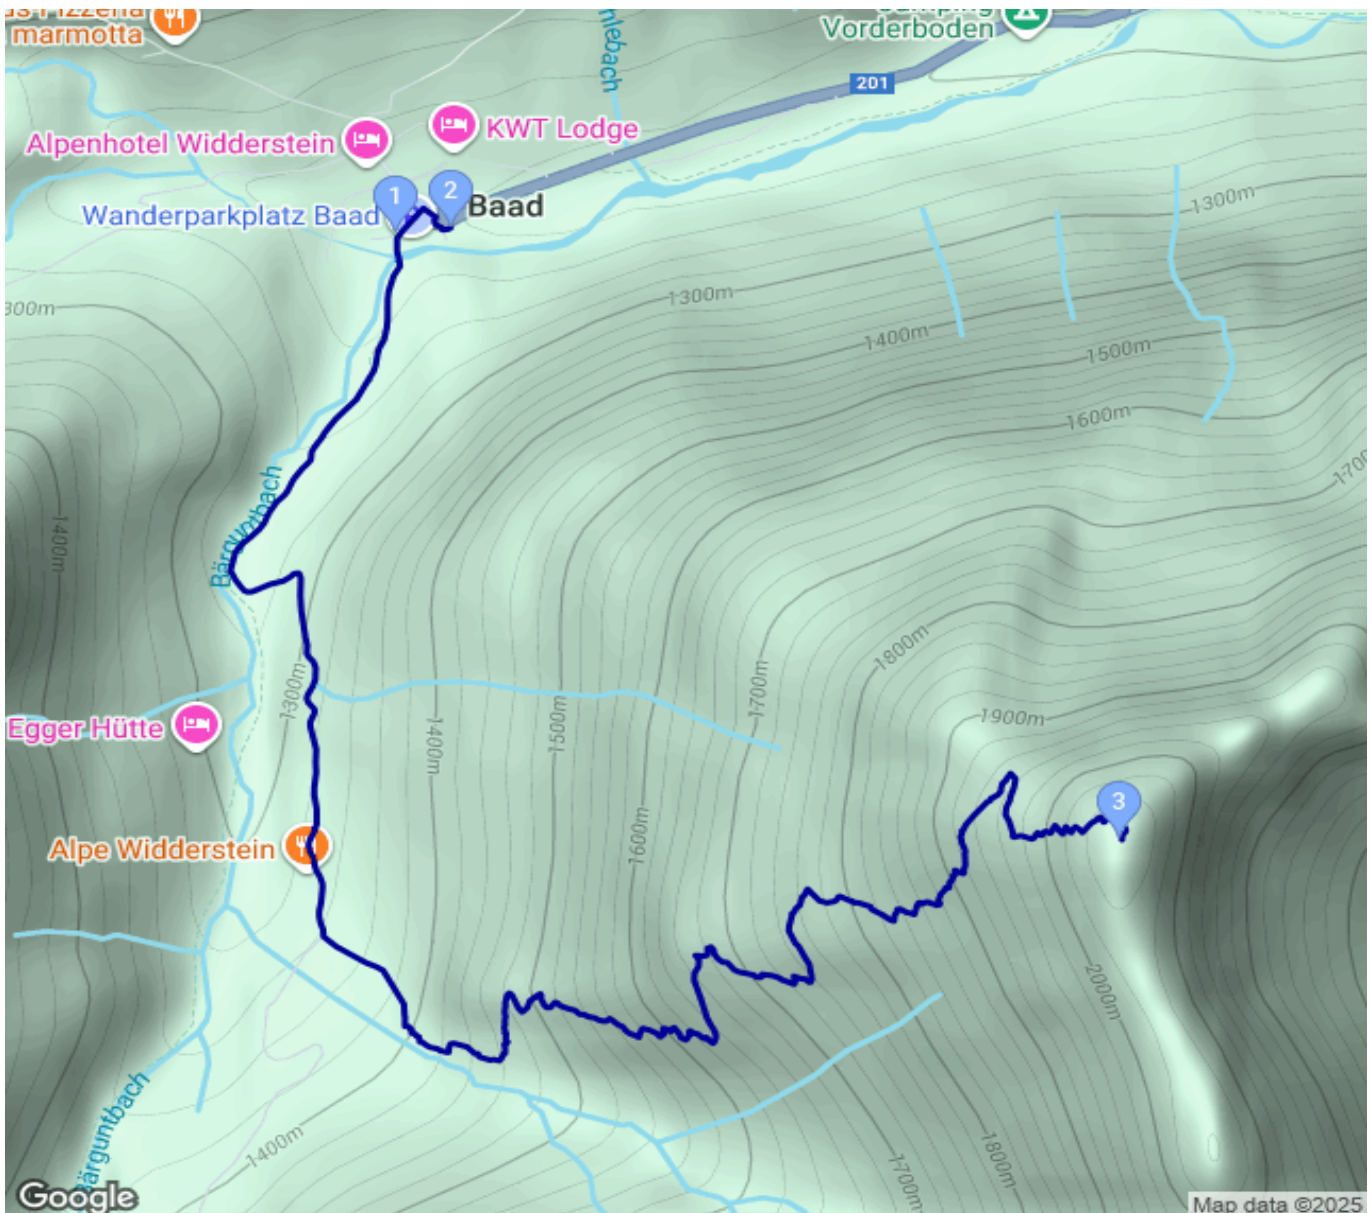 marmotta
Vorderboden
201
Alpenhotel Widderstein
KWT Lodge
1
2
Baad
Wanderparkplatz Baad
1300m
1300m
1400m
1500m
1600m
Bärguntbach
1400m
1800m
1300m
1700m
1900m
1400m
1500m
Egger Hütte
3
1600m
Alpe Widderstein
2000m
Bärguntbach
1400m
1800m
1700m
Google
Map data ©2025